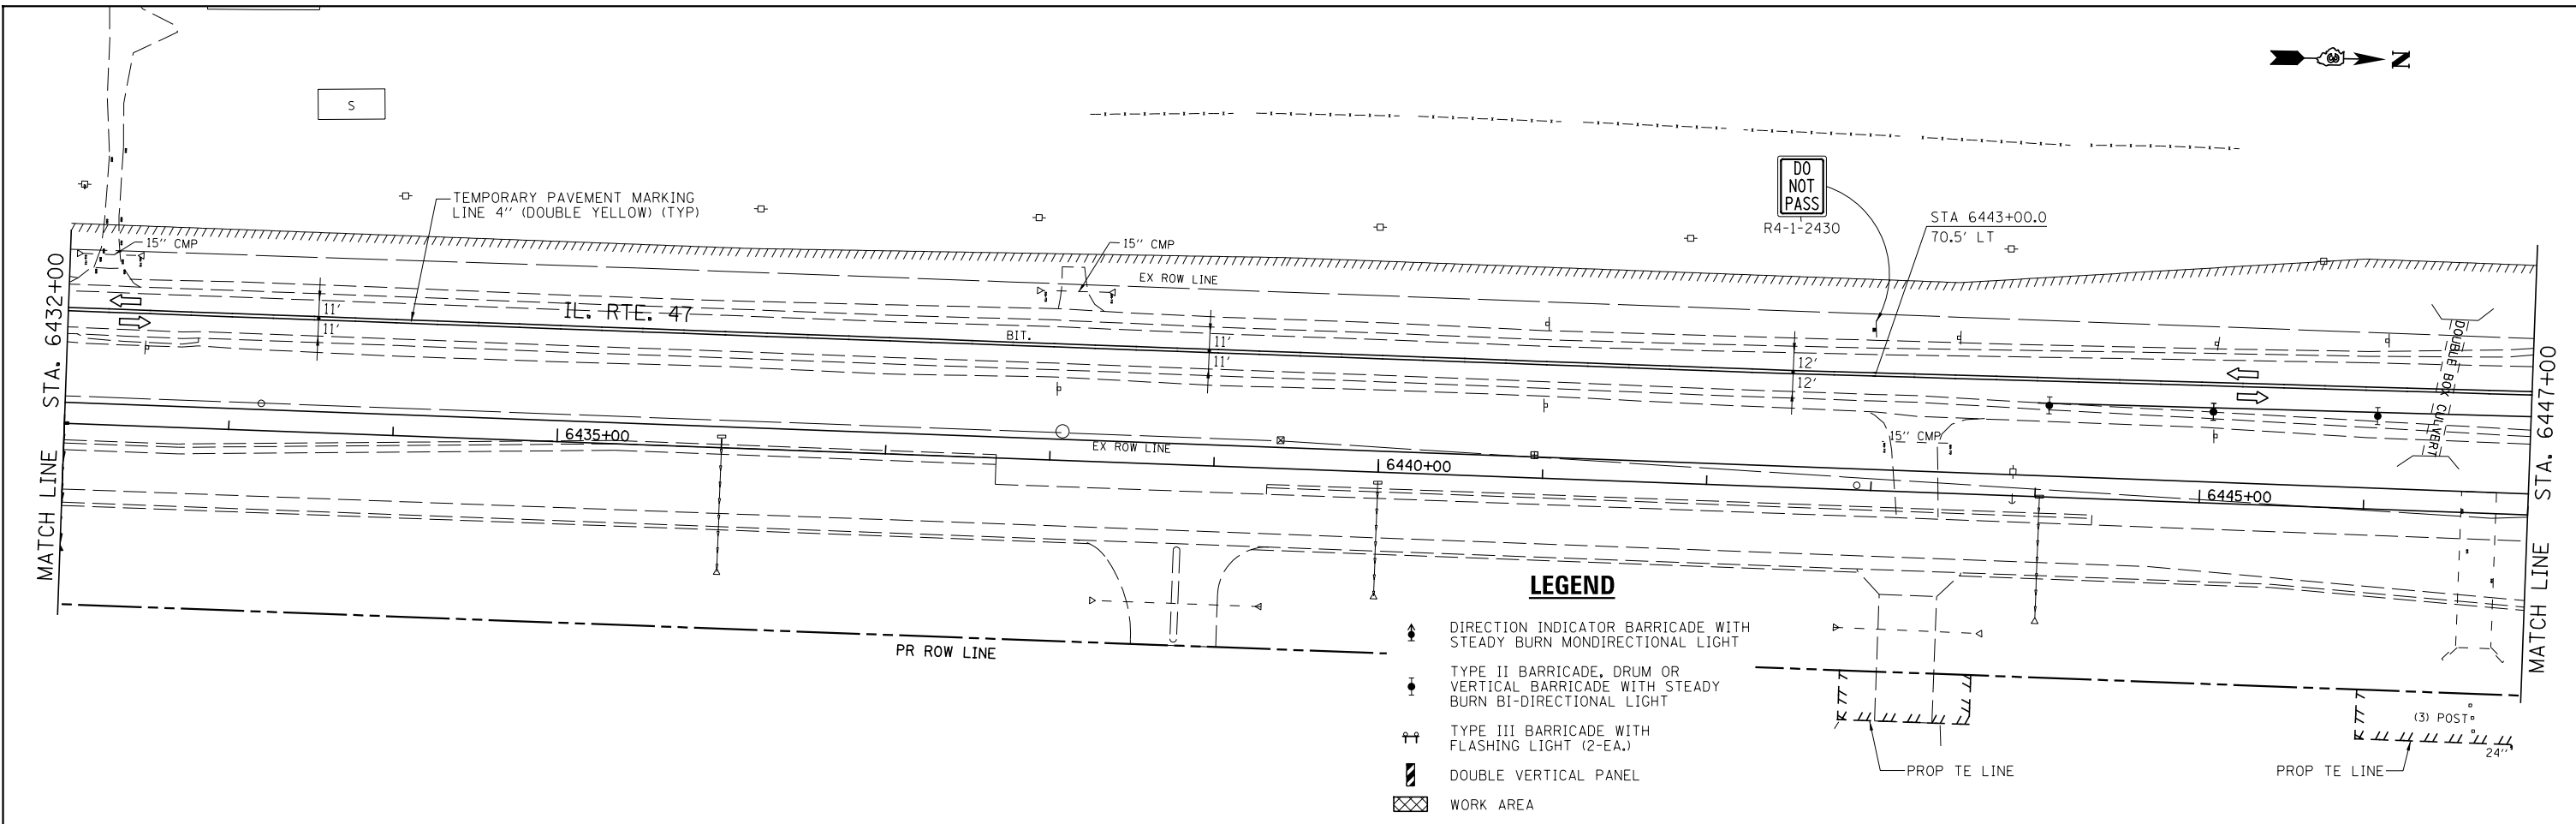 N
S
DO
NOT
PASS
R4-1-2430
TEMPORARY PAVEMENT MARKING
LINE 4'' (DOUBLE YELLOW) (TYP)
STA 6443+00.0
70.5' LT
15'' CMP
15'' CMP
EX ROW LINE
IL. RTE. 47
BIT.
11'
11'
11'
11'
12'
12'
DOUBLE BOX CULVERT
MATCH LINE STA. 6432+00
MATCH LINE STA. 6447+00
6435+00
EX ROW LINE
6440+00
15'' CMP
6445+00
PR ROW LINE
LEGEND
DIRECTION INDICATOR BARRICADE WITH
STEADY BURN MONDIRECTIONAL LIGHT
TYPE II BARRICADE, DRUM OR
VERTICAL BARRICADE WITH STEADY
BURN BI-DIRECTIONAL LIGHT
TYPE III BARRICADE WITH
FLASHING LIGHT (2-EA.)
DOUBLE VERTICAL PANEL
WORK AREA
PROP TE LINE
PROP TE LINE
(3) POST
24''